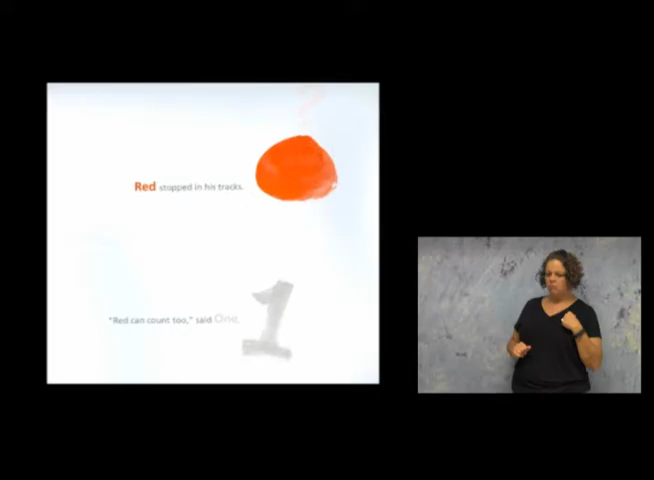 Red stopped in his tracks.
"Red can count too," said One.
1